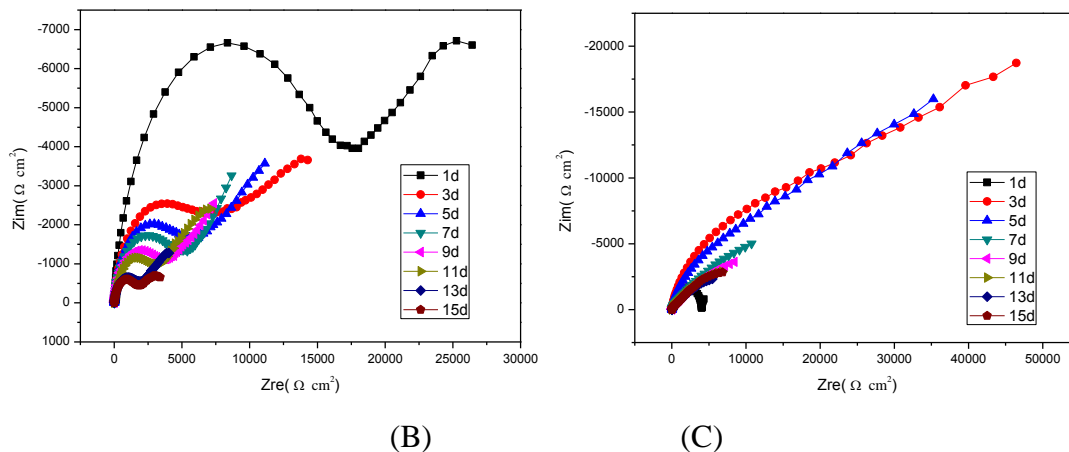 -7000
-6000
-5000
-4000
-3000
-2000
-1000
0
1000
Zim( Ω cm²)
0 5000 10000 15000 20000 25000 30000
Zre( Ω cm²)
1d
3d
5d
7d
9d
11d
13d
15d
(B)
-20000
-15000
-10000
-5000
0
Zim( Ω cm²)
0 10000 20000 30000 40000 50000
Zre( Ω cm²)
1d
3d
5d
7d
9d
11d
13d
15d
(C)